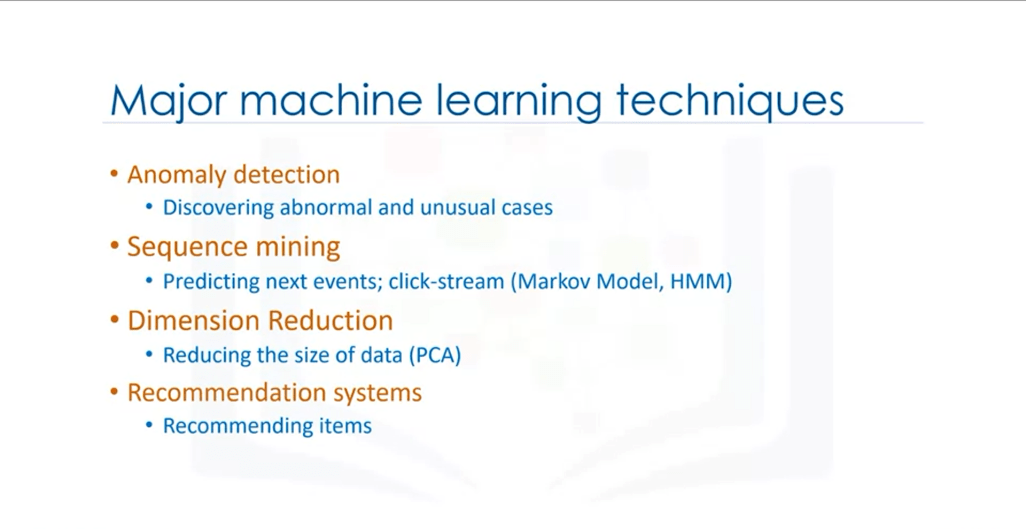 Major machine learning techniques
• Anomaly detection
• Discovering abnormal and unusual cases
• Sequence mining
• Predicting next events; click-stream (Markov Model, HMM)
• Dimension Reduction
• Reducing the size of data (PCA)
• Recommendation systems
• Recommending items